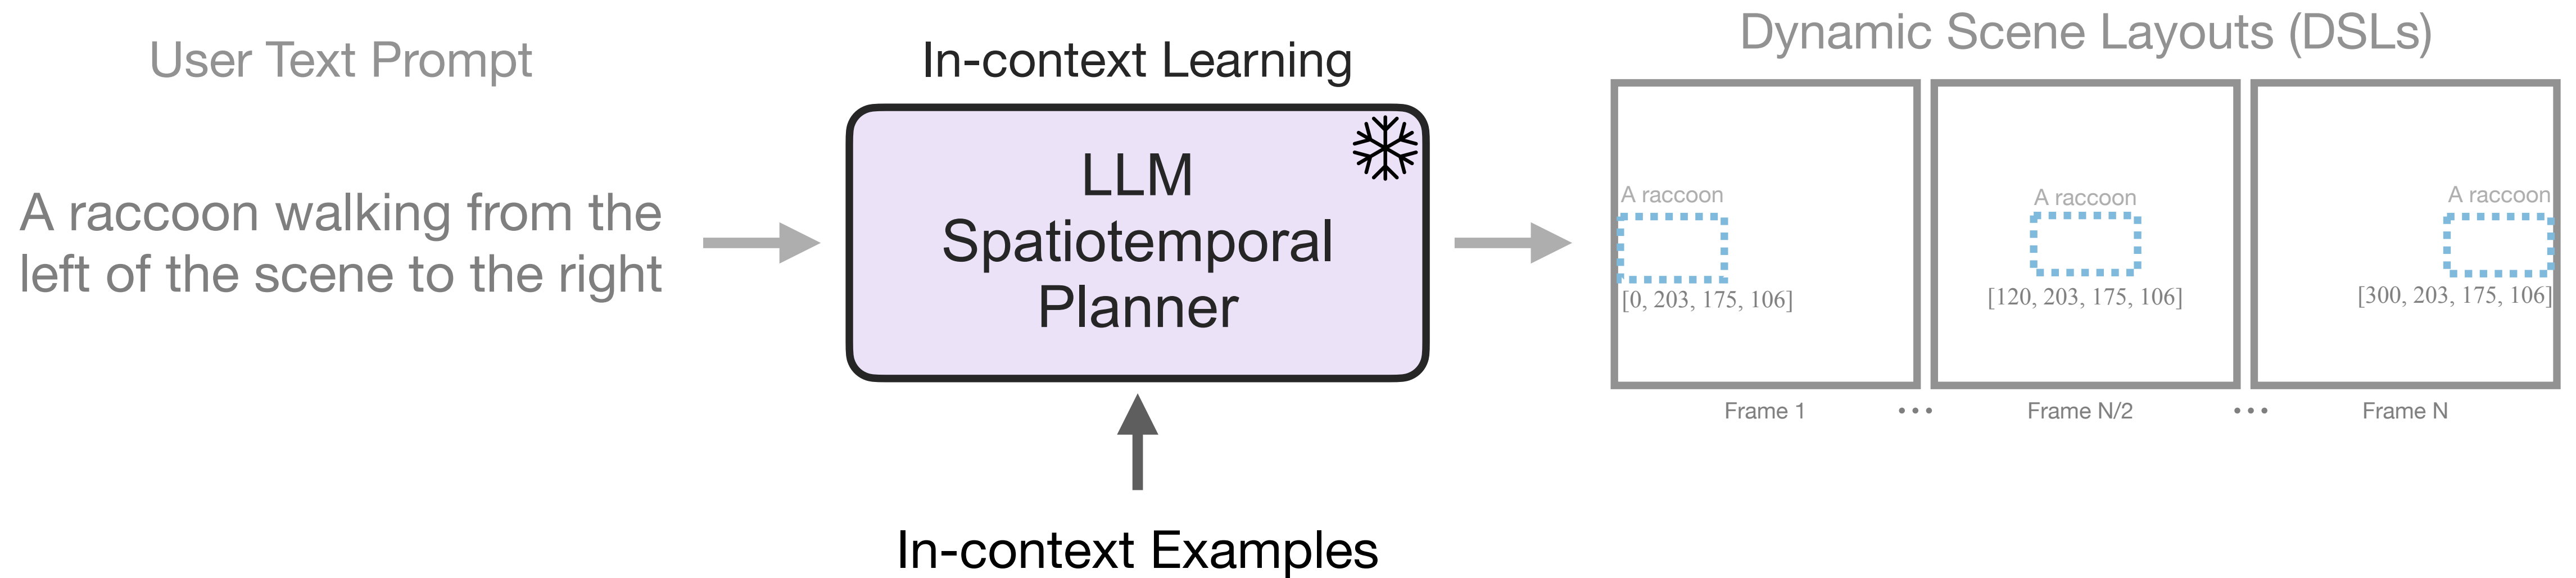 User Text Prompt
A raccoon walking from the
left of the scene to the right
In-context Learning
LLM
Spatiotemporal
Planner
In-context Examples
Dynamic Scene Layouts (DSLs)
A raccoon
[0, 203, 175, 106]
Frame 1
...
A raccoon
[120, 203, 175, 106]
Frame N/2
...
A raccoon
[300, 203, 175, 106]
Frame N